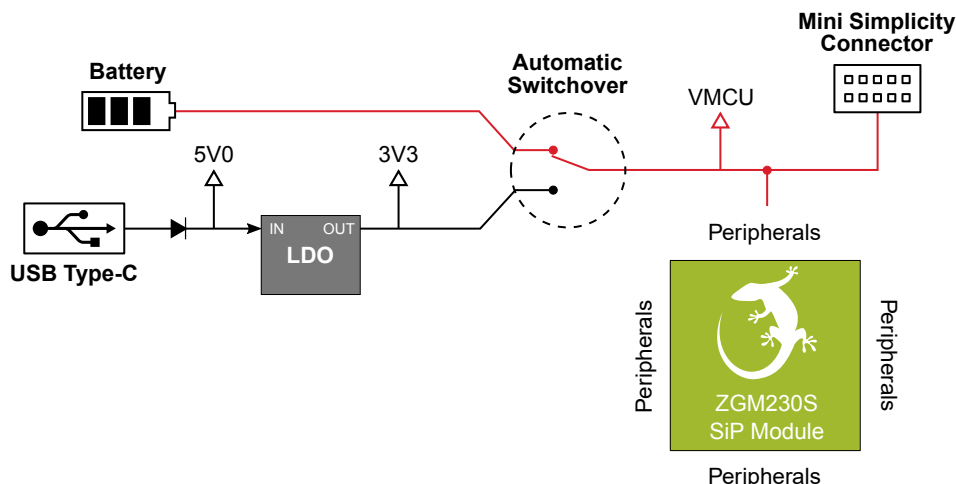 Mini Simplicity
Connector
Automatic
Switchover
Battery
VMCU
5V0
3V3
IN
OUT
LDO
USB Type-C
Peripherals
Peripherals
Peripherals
ZGM230S
SiP Module
Peripherals